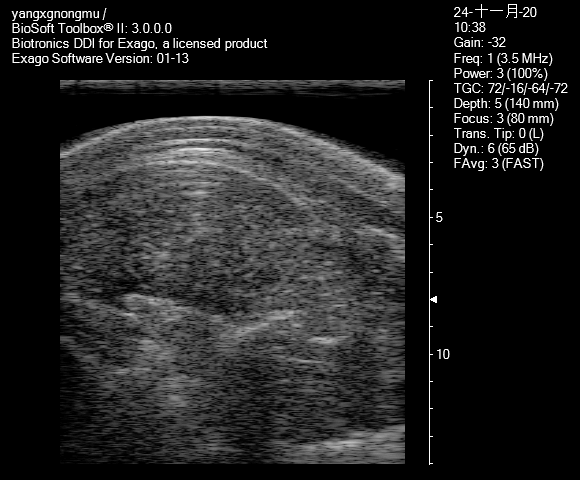 yangxgnongmu /
BioSoft Toolbox® II: 3.0.0.0
Biotronics DDI for Exago, a licensed product
Exago Software Version: 01-13
24-十一月-20
10:38
Gain: -32
Freq: 1 (3.5 MHz)
Power: 3 (100%)
TGC: 72/-16/-64/-72
Depth: 5 (140 mm)
Focus: 3 (80 mm)
Trans. Tip: 0 (L)
Dyn.: 6 (65 dB)
FAvg: 3 (FAST)
5
10